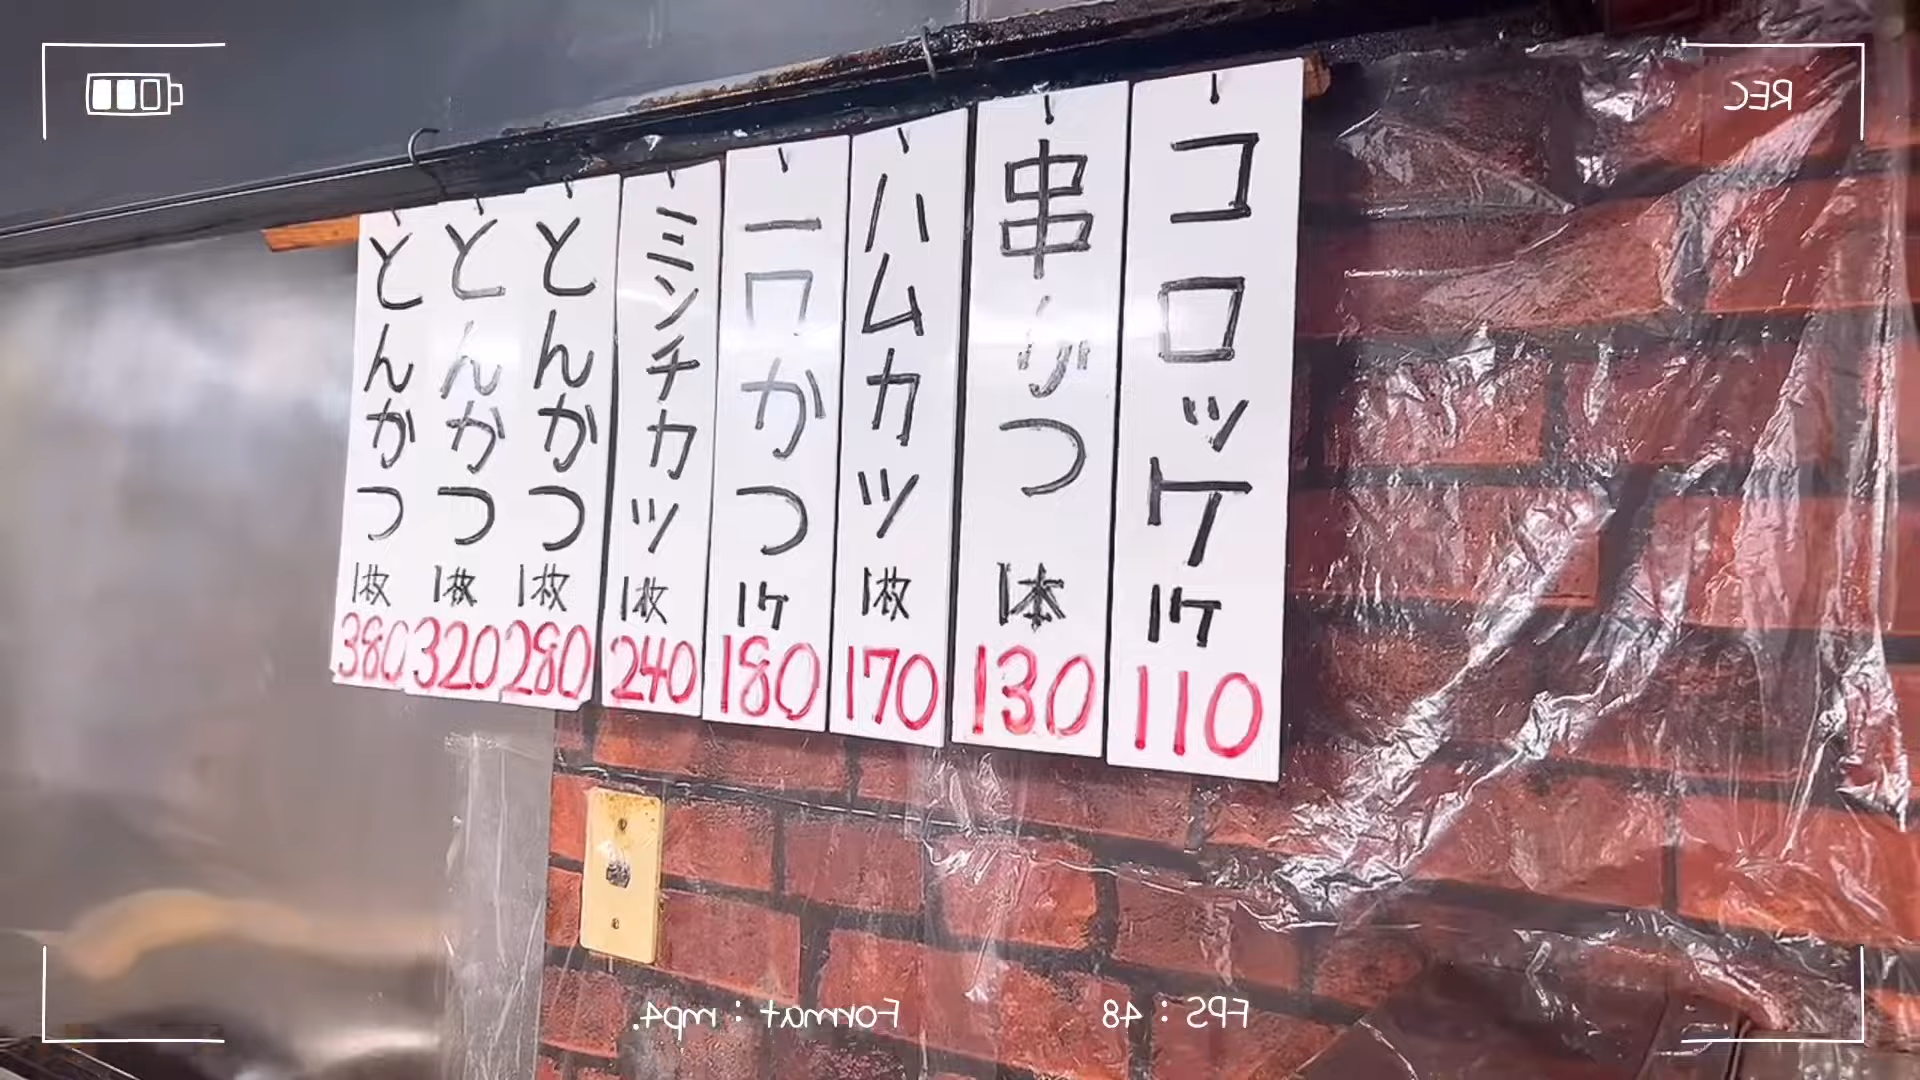 コロッケ 1ケ 110
串かつ 1本 130
ハムカツ 1枚 170
一口かつ 1ケ 180
ミンチカツ 1枚 240
とんかつ 1枚 280
とんかつ 1枚 320
とんかつ 1枚 380
REC
Format : mp4.
FPS : 48